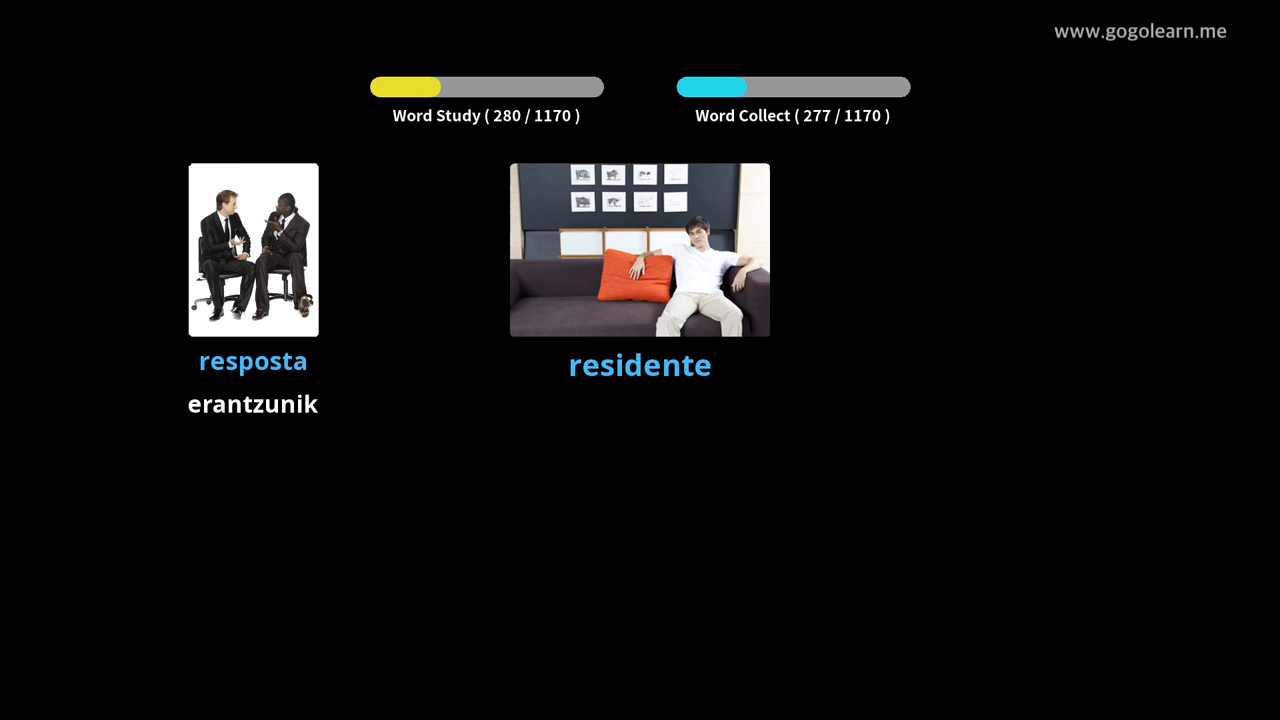 www.gogolearn.me
Word Study ( 280 / 1170 )
Word Collect ( 277 / 1170 )
resposta
erantzunik
residente